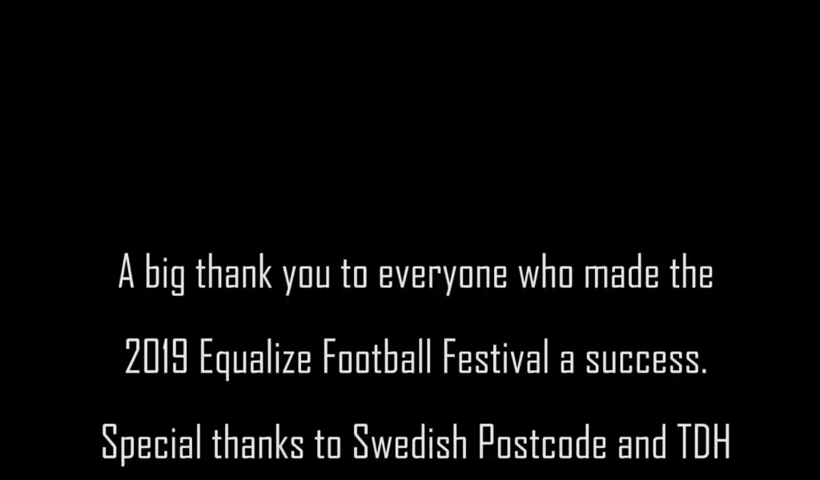 A big thank you to everyone who made the
2019 Equalize Football Festival a success.
Special thanks to Swedish Postcode and TDH